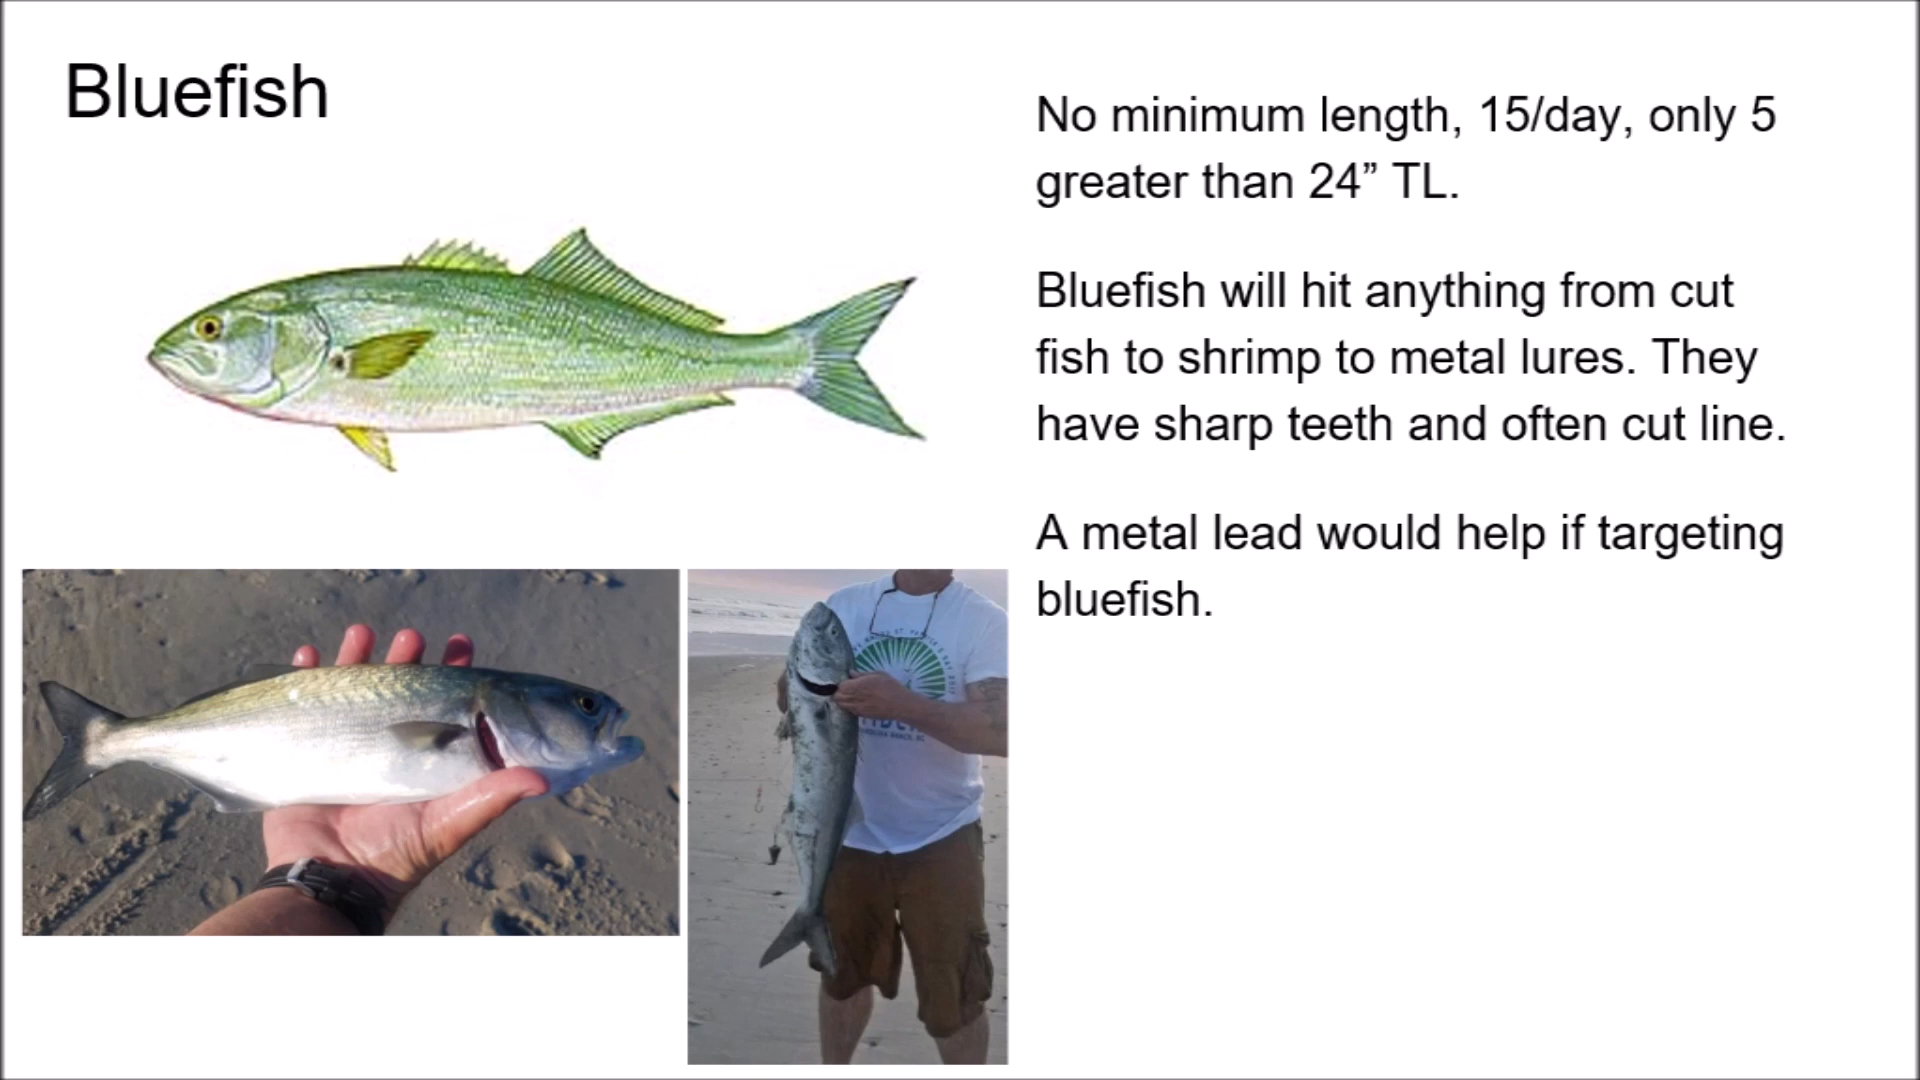 Bluefish
No minimum length, 15/day, only 5
greater than 24” TL.
Bluefish will hit anything from cut
fish to shrimp to metal lures. They
have sharp teeth and often cut line.
A metal lead would help if targeting
bluefish.